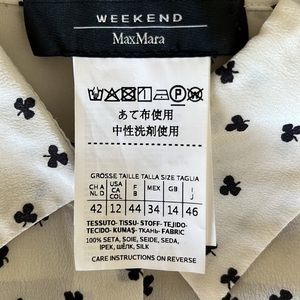 WEEKEND
MaxMara
P
あて布使用
中性洗剤使用
GRÖSSE TAILLE TALLA SIZE TAGLIA
CH A NL D USA CA CO F B MEX GB I J
42 12 44 34 14 46
TESSUTO- TISSU- STOFF- TEJIDO-
TECIDO- KUMAŞ- ТКАНЬ- FABRIC
100% SETA, SOIE, SEIDE, SEDA,
İPEK, ШЁЛК, SILK
CARE INSTRUCTIONS ON REVERSE